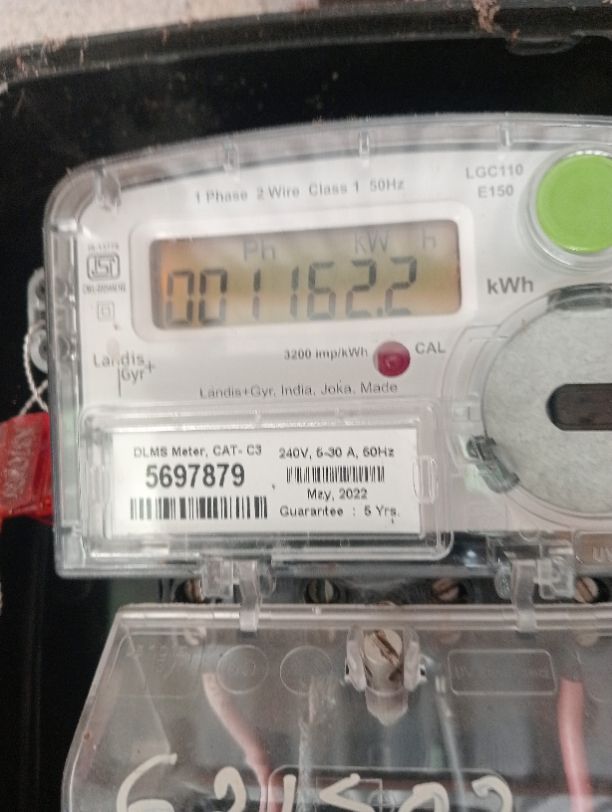 LGC110
E150
1 Phase 2 Wire Class 1 50Hz
Ph kW h
001162.2
kWh
ISI
3200 imp/kWh CAL
Landis
Gyr+
Landis+Gyr, India, Joka, Made
DLMS Meter, CAT- C3 240V, 5-30 A, 50Hz
5697879
May, 2022
Guarantee : 5 Yrs.